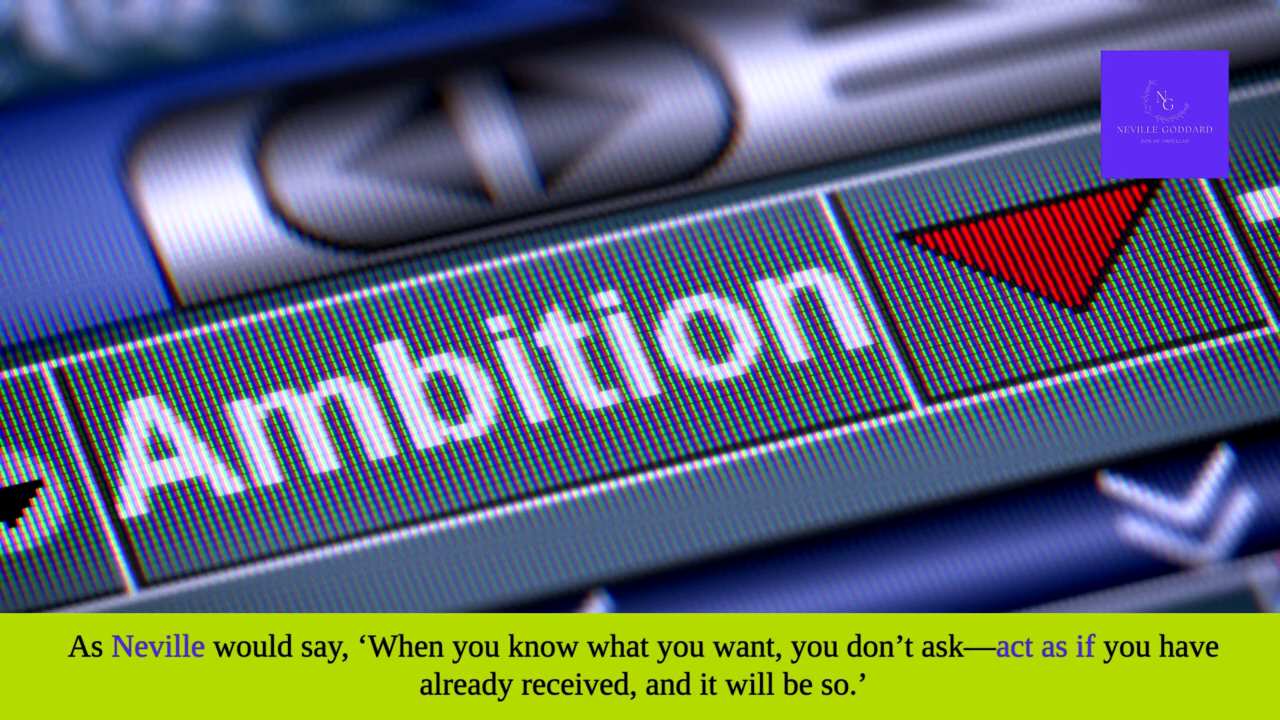 NG
NEVILLE GODDARD
Ambition
As Neville would say, ‘When you know what you want, you don’t ask—act as if you have
already received, and it will be so.’